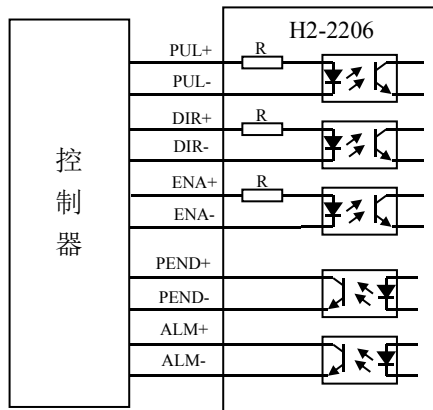 H2-2206
PUL+
R
PUL-
DIR+
R
DIR-
ENA+
R
ENA-
控
制
器
PEND+
PEND-
ALM+
ALM-